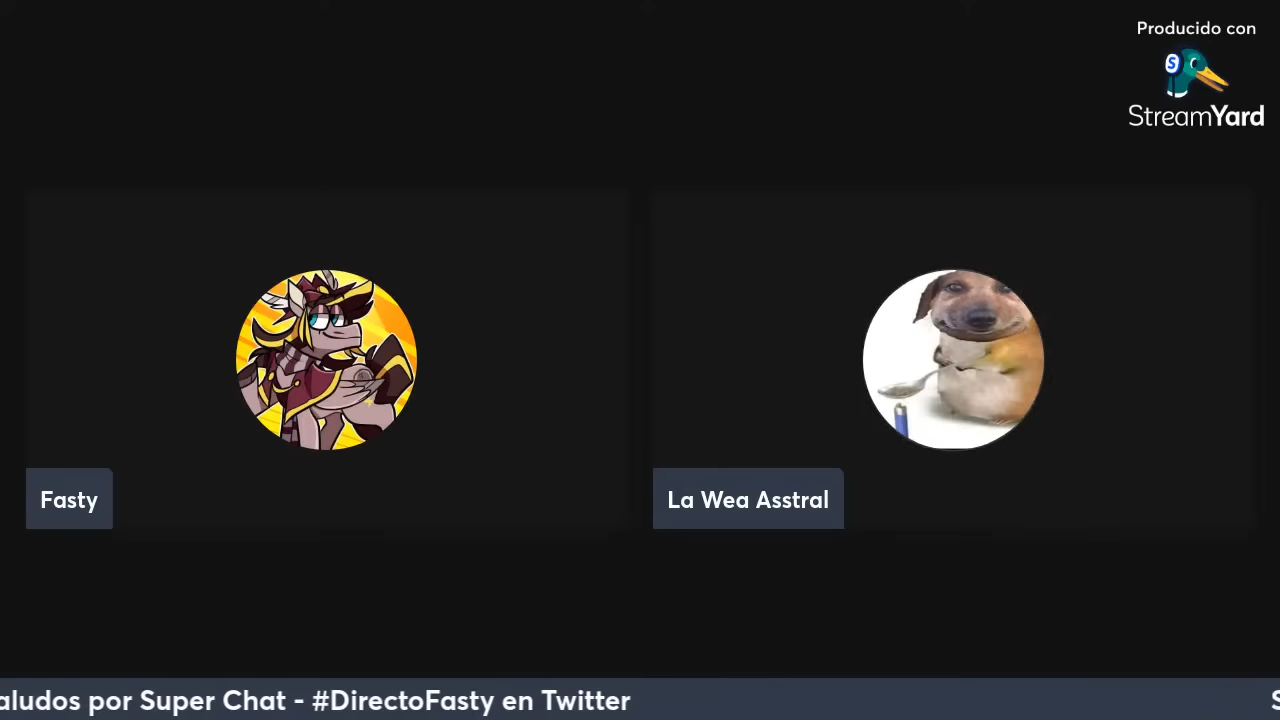 Producido con
StreamYard
Fasty
La Wea Asstral
aludos por Super Chat - #DirectoFasty en Twitter
S